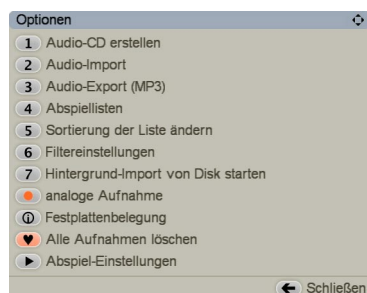 Optionen
1 Audio-CD erstellen
2 Audio-Import
3 Audio-Export (MP3)
4 Abspiellisten
5 Sortierung der Liste ändern
6 Filtereinstellungen
7 Hintergrund-Import von Disk starten
analoge Aufnahme
Festplattenbelegung
Alle Aufnahmen löschen
Abspiel-Einstellungen
Schließen